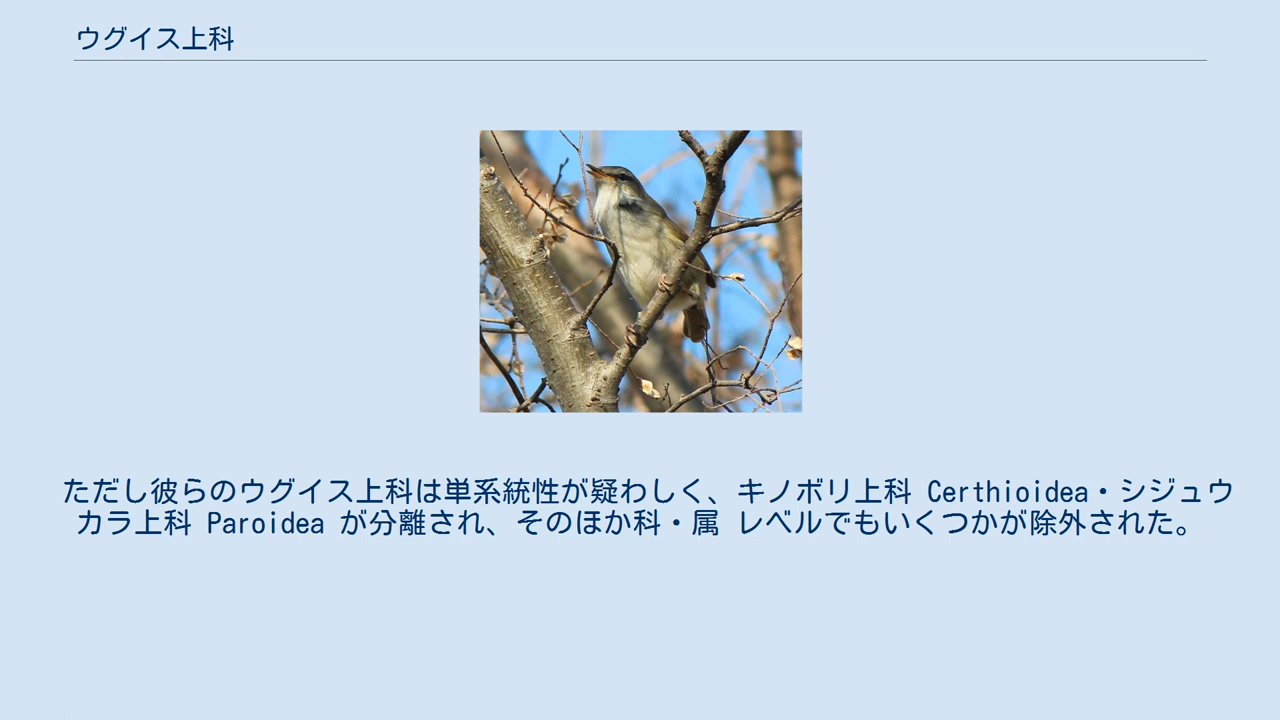 ウグイス上科
ただし彼らのウグイス上科は単系統性が疑わしく、キノボリ上科 Certhioidea・シジュウ
カラ上科 Paroidea が分離され、そのほか科・属 レベルでもいくつかが除外された。